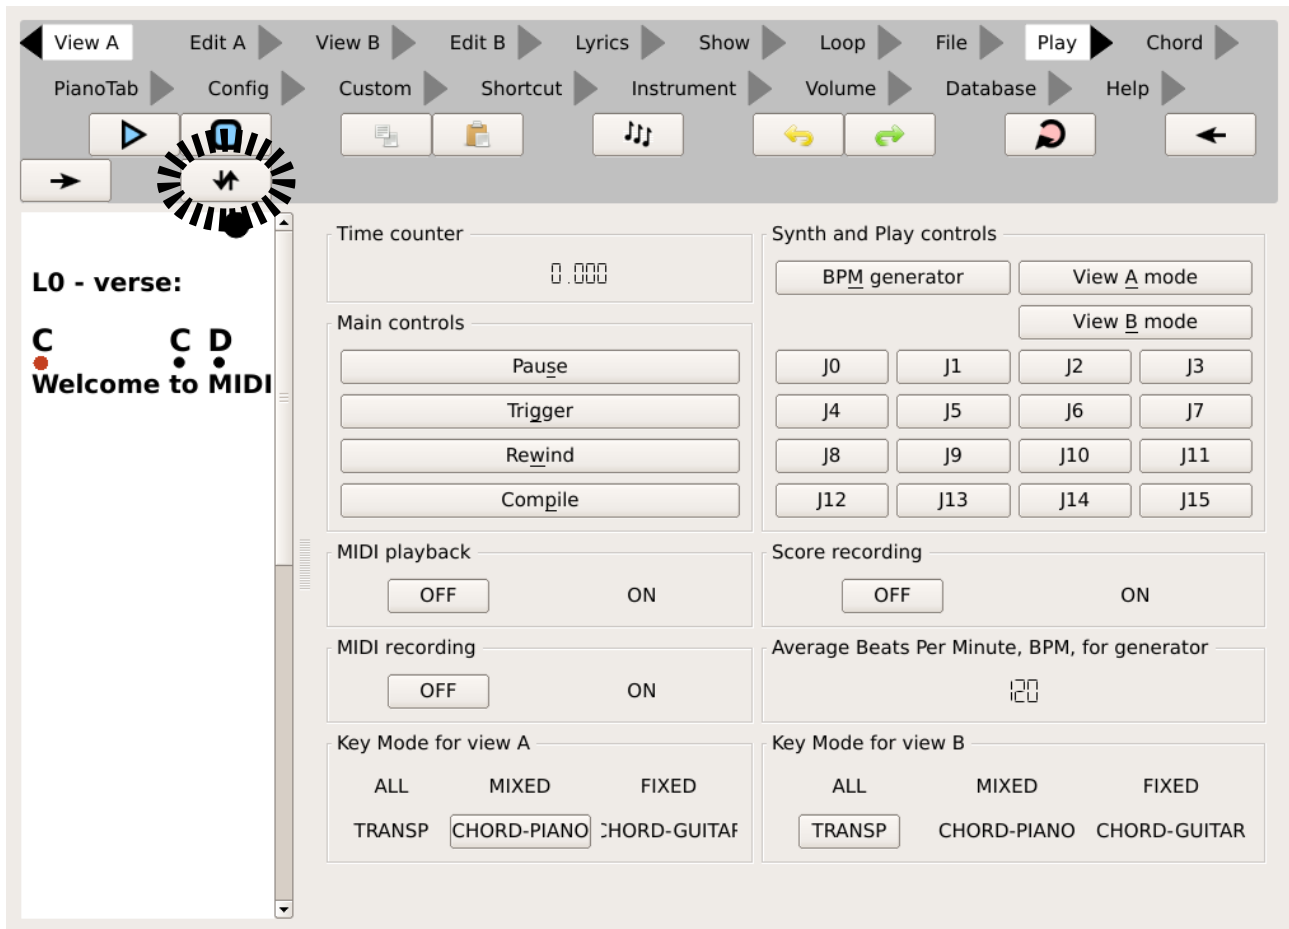 View A Edit A View B Edit B Lyrics Show Loop File Play Chord
PianoTab Config Custom Shortcut Instrument Volume Database Help
L0 - verse:
C C D
Welcome to MIDI
Time counter
0.000
Main controls
Pause
Trigger
Rewind
Compile
Synth and Play controls
BPM generator View A mode
View B mode
J0 J1 J2 J3
J4 J5 J6 J7
J8 J9 J10 J11
J12 J13 J14 J15
MIDI playback
OFF ON
Score recording
OFF ON
MIDI recording
OFF ON
Average Beats Per Minute, BPM, for generator
120
Key Mode for view A
ALL MIXED FIXED
TRANSP CHORD-PIANO CHORD-GUITAR
Key Mode for view B
ALL MIXED FIXED
TRANSP CHORD-PIANO CHORD-GUITAR